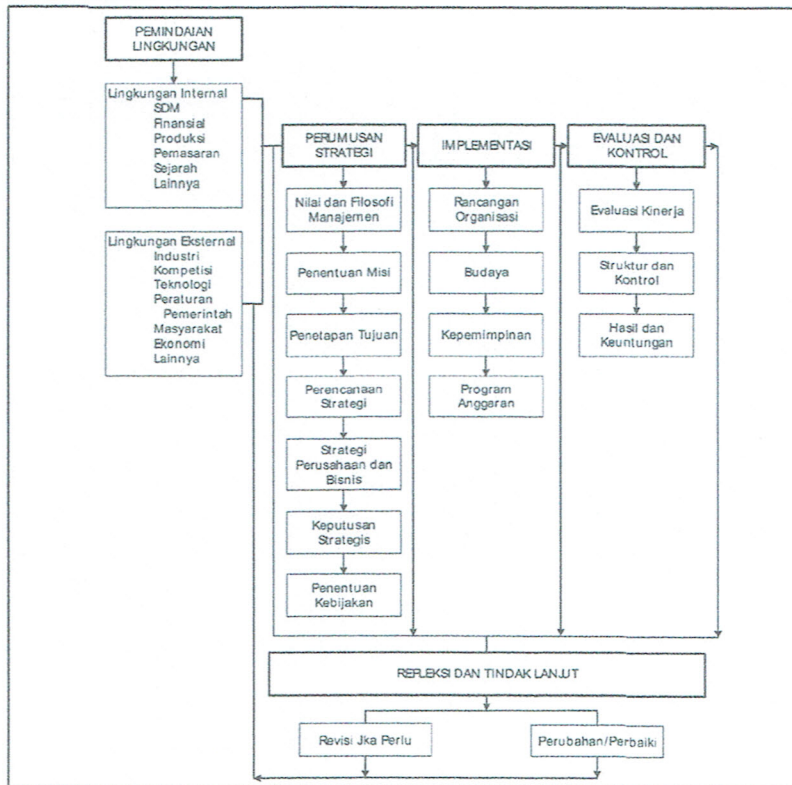 PEMINDAIAN
LINGKUNGAN
Lingkungan Internal
SDM
Finansial
Produksi
Pemasaran
Sejarah
Lainnya
Lingkungan Eksternal
Industri
Kompetisi
Teknologi
Peraturan
Pemerintah
Masyarakat
Ekonomi
Lainnya
PERUMUSAN
STRATEGI
Nilai dan Filosofi
Manajemen
Penentuan Misi
Penetapan Tujuan
Perencanaan
Strategi
Strategi
Perusahaan dan
Bisnis
Keputusan
Strategis
Penentuan
Kebijakan
IMPLEMENTASI
Rancangan
Organisasi
Budaya
Kepemimpinan
Program
Anggaran
EVALUASI DAN
KONTROL
Evaluasi Kinerja
Struktur dan
Kontrol
Hasil dan
Keuntungan
REFLEKSI DAN TINDAK LANJUT
Revisi Jka Perlu
Perubahan/Perbaiki